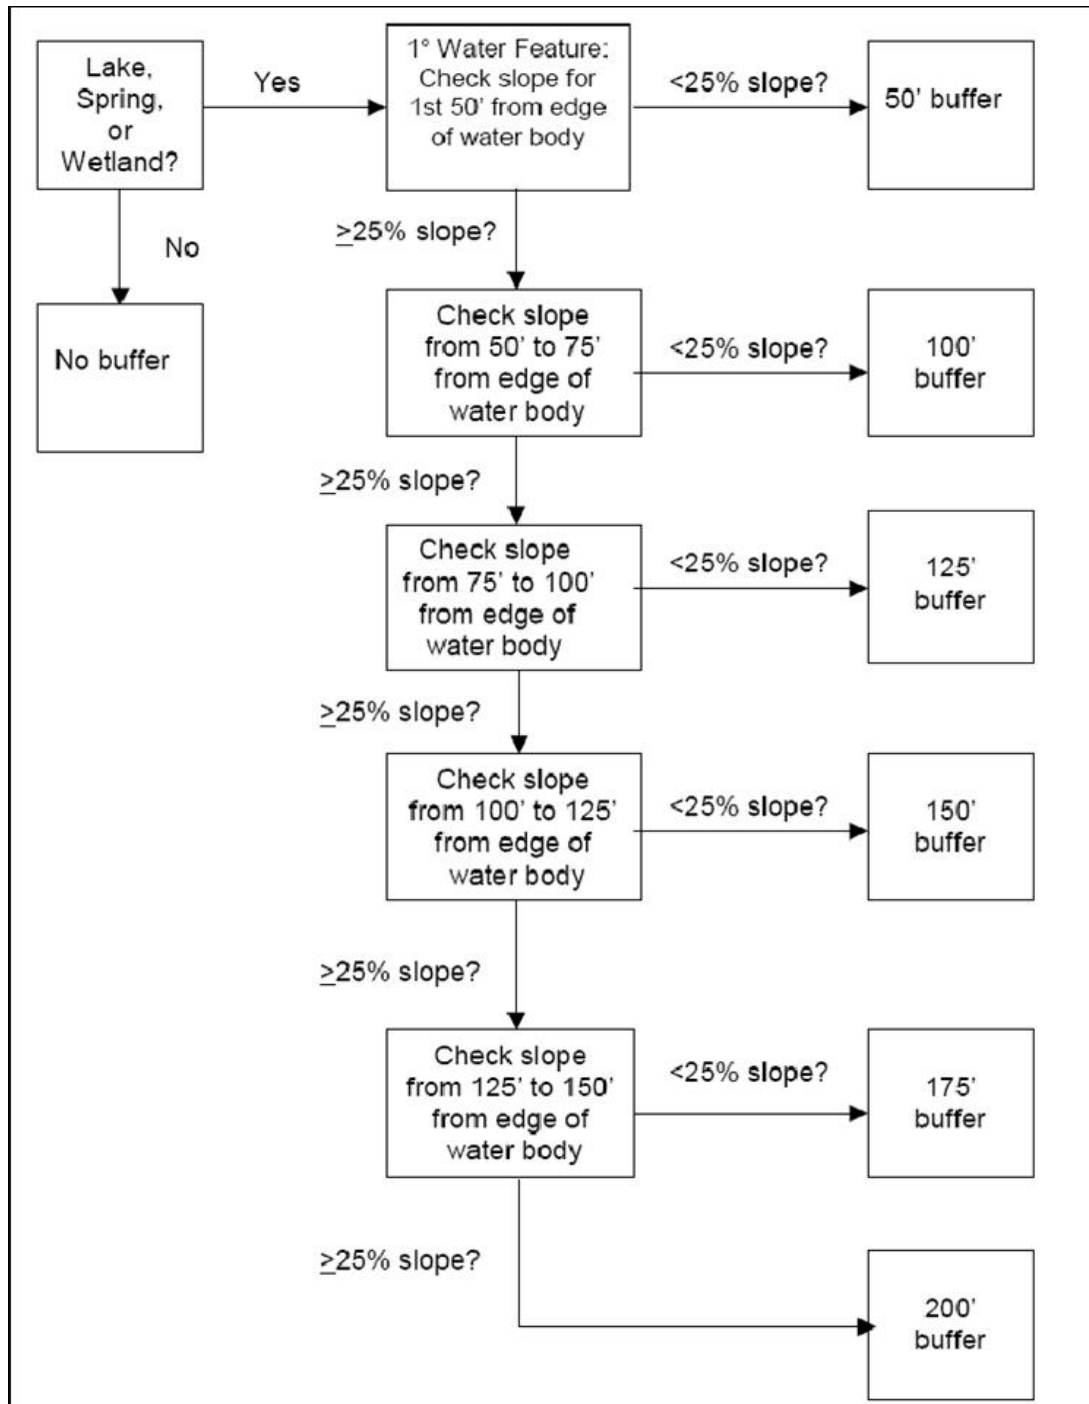 Lake,
Spring,
or
Wetland?
Yes
1° Water Feature:
Check slope for
1st 50' from edge
of water body
<25% slope?
50' buffer
No
No buffer
≥25% slope?
Check slope
from 50' to 75'
from edge of
water body
<25% slope?
100'
buffer
≥25% slope?
Check slope
from 75' to 100'
from edge of
water body
<25% slope?
125'
buffer
≥25% slope?
Check slope
from 100' to 125'
from edge of
water body
<25% slope?
150'
buffer
≥25% slope?
Check slope
from 125' to 150'
from edge of
water body
<25% slope?
175'
buffer
≥25% slope?
200'
buffer